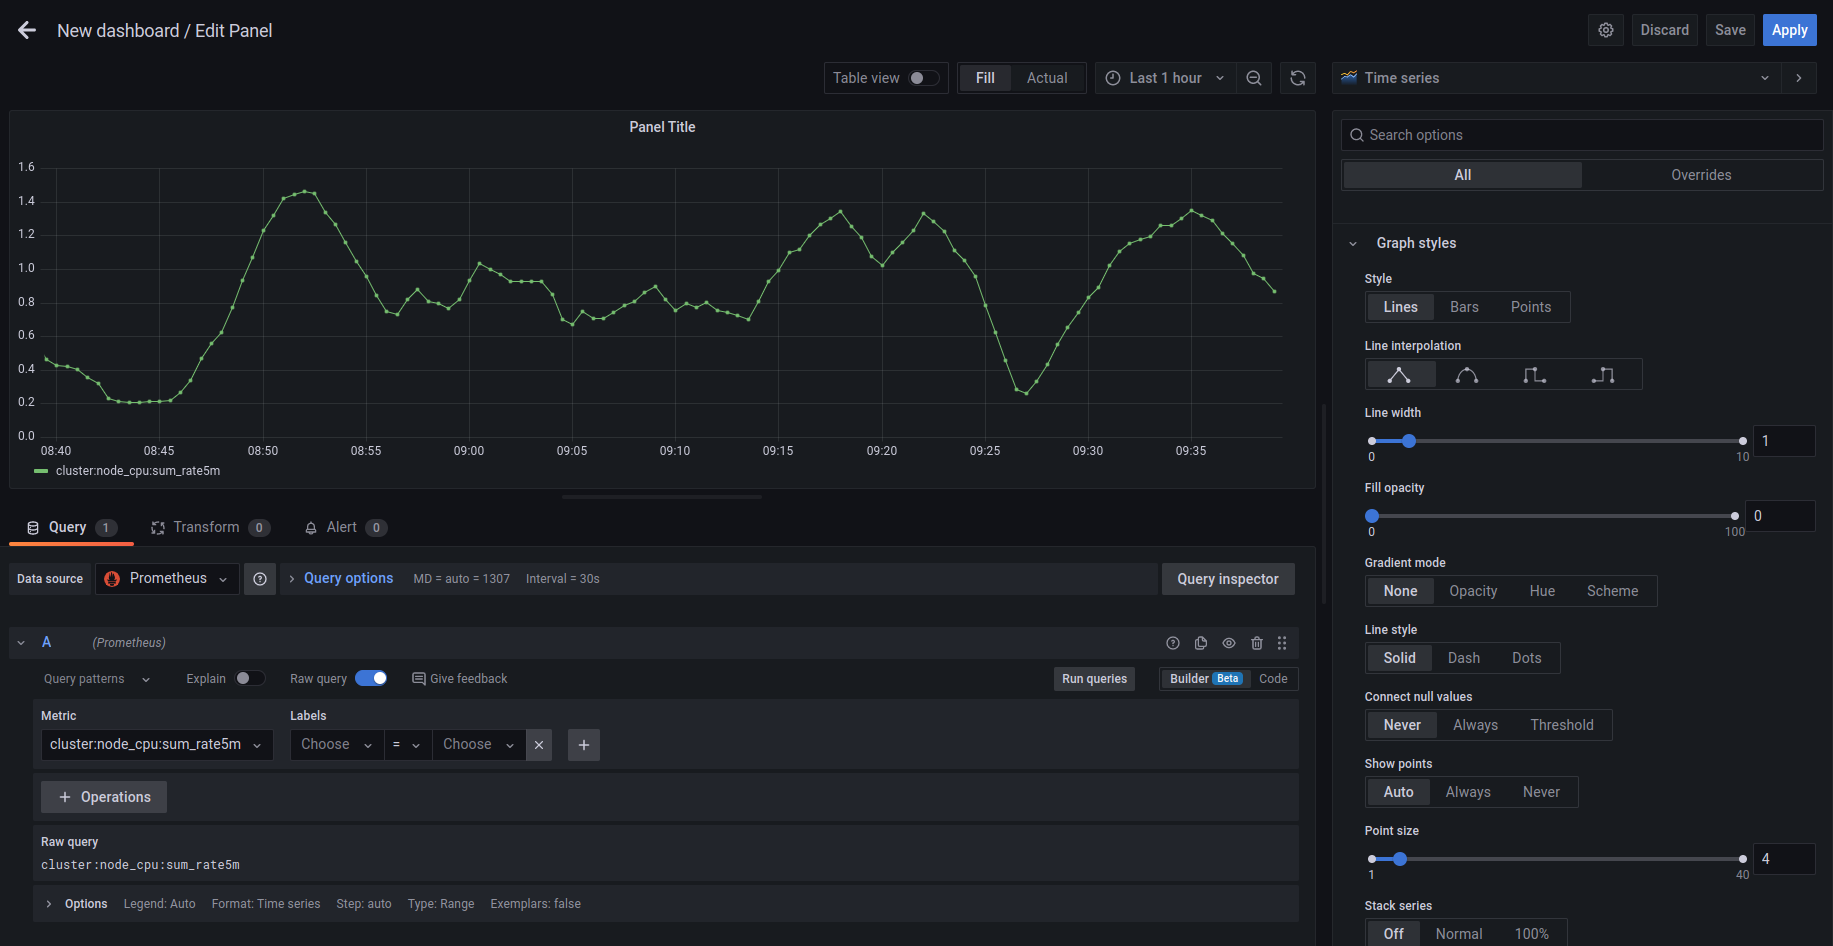 New dashboard / Edit Panel
Discard
Save
Apply
Table view
Fill
Actual
Last 1 hour
Time series
Panel Title
1.6
1.4
1.2
1.0
0.8
0.6
0.4
0.2
0.0
08:40 08:45 08:50 08:55 09:00 09:05 09:10 09:15 09:20 09:25 09:30 09:35
cluster:node_cpu:sum_rate5m
Query 1
Transform 0
Alert 0
Data source
Prometheus
Query options
MD = auto = 1307
Interval = 30s
Query inspector
A
(Prometheus)
Query patterns
Explain
Raw query
Give feedback
Run queries
Builder Beta
Code
Metric
Labels
cluster:node_cpu:sum_rate5m
Choose
=
Choose
+ Operations
Raw query
cluster:node_cpu:sum_rate5m
Options
Legend: Auto
Format: Time series
Step: auto
Type: Range
Exemplars: false
Search options
All
Overrides
Graph styles
Style
Lines Bars Points
Line interpolation
Line width
1
0 10
Fill opacity
0
0 100
Gradient mode
None Opacity Hue Scheme
Line style
Solid Dash Dots
Connect null values
Never Always Threshold
Show points
Auto Always Never
Point size
4
1 40
Stack series
Off Normal 100%